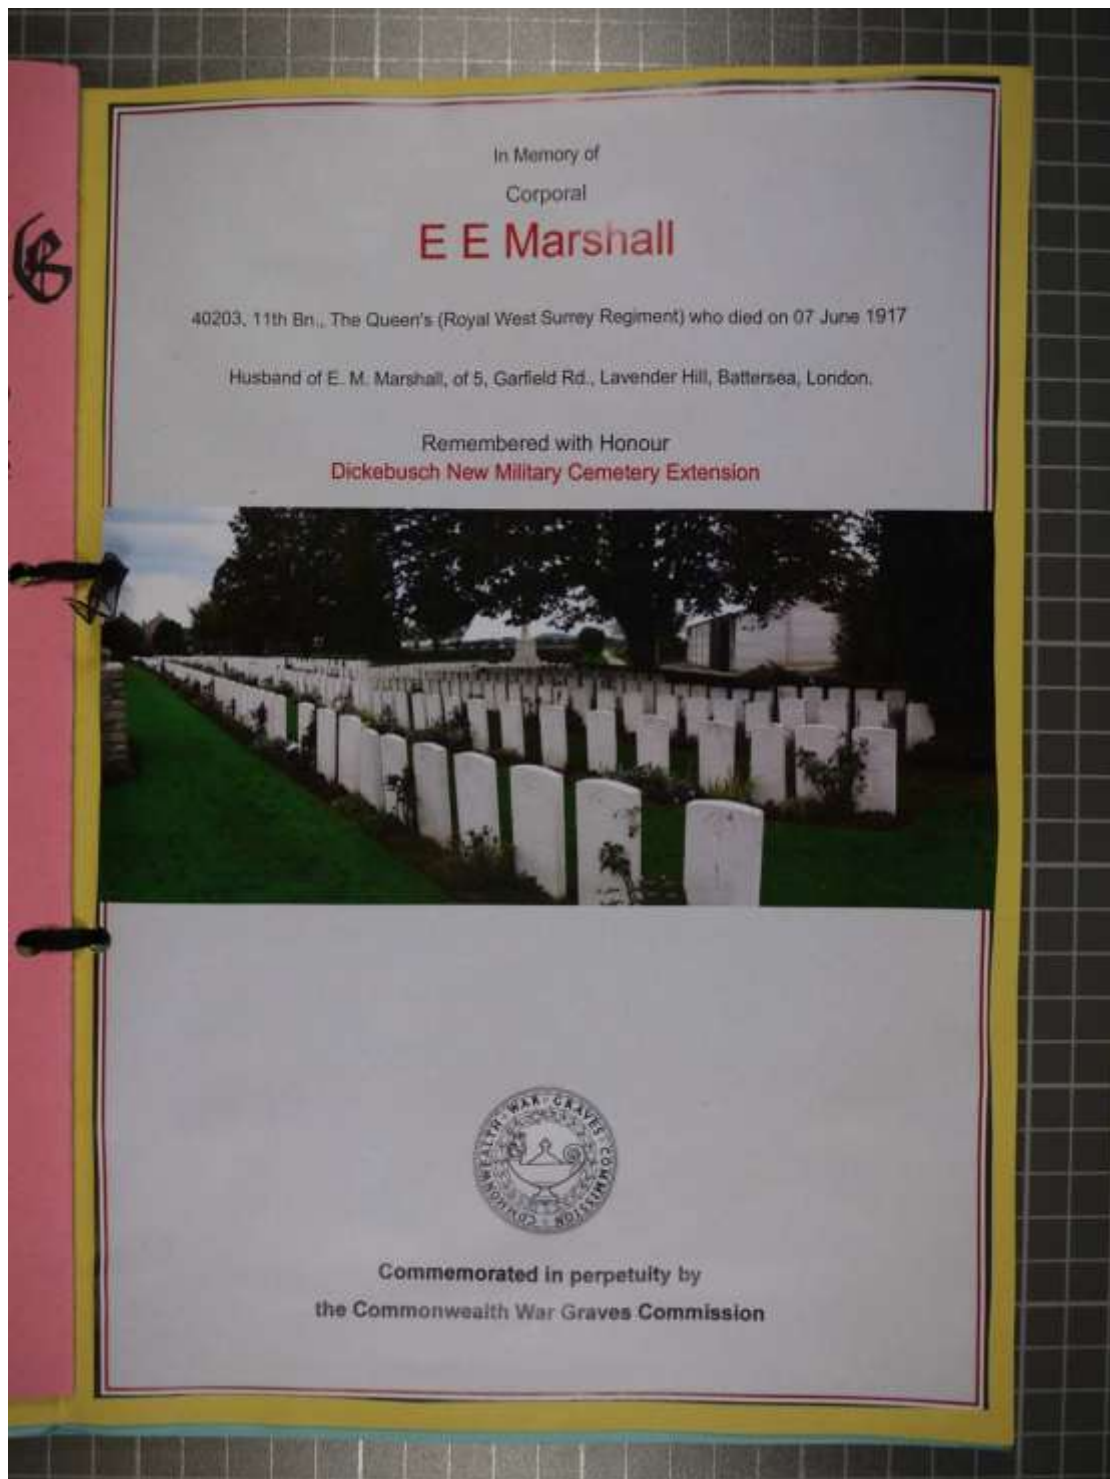 In Memory of
Corporal
E E Marshall
40203, 11th Bn., The Queen's (Royal West Surrey Regiment) who died on 07 June 1917
Husband of E. M. Marshall, of 5, Garfield Rd., Lavender Hill, Battersea, London.
Remembered with Honour
Dickebusch New Military Cemetery Extension
COMMONWEALTH · WAR · GRAVES · COMMISSION ·
Commemorated in perpetuity by
the Commonwealth War Graves Commission